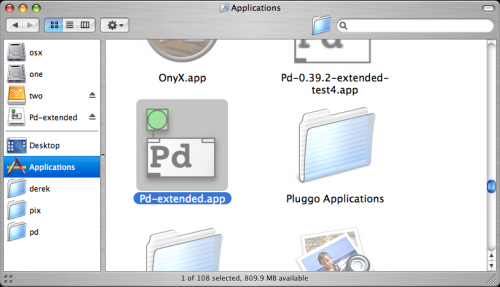 Applications
osx
one
two
Pd-extended
Desktop
Applications
derek
pix
pd
OnyX.app
Pd-0.39.2-extended-
test4.app
Pd
Pd
Pd-extended.app
Pluggo Applications
1 of 108 selected, 809.9 MB available